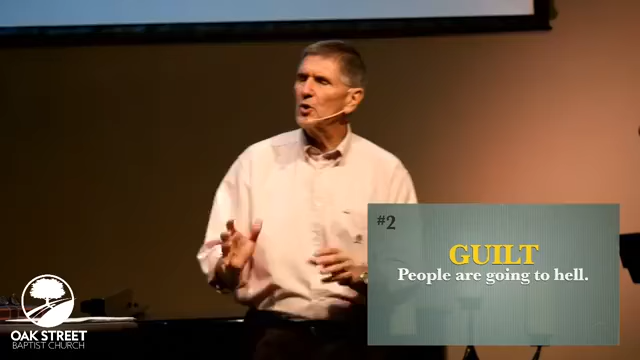 #2
GUILT
People are going to hell.
OAK STREET
BAPTIST CHURCH